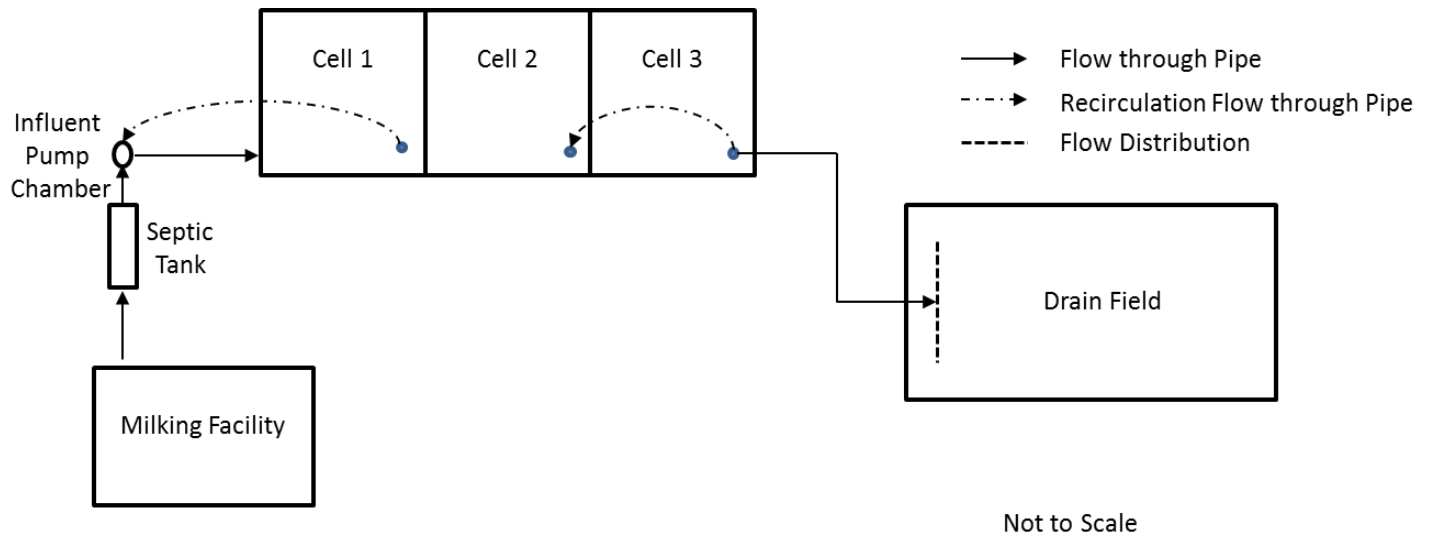 Cell 1
Cell 2
Cell 3
Flow through Pipe
Recirculation Flow through Pipe
Flow Distribution
Influent
Pump
Chamber
Septic
Tank
Drain Field
Milking Facility
Not to Scale